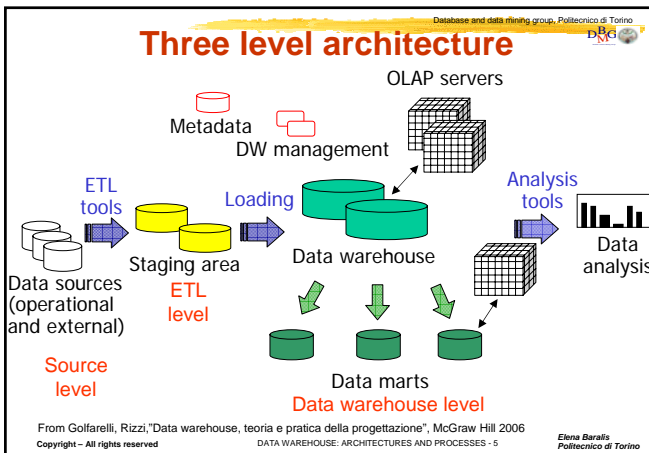 Database and data mining group, Politecnico di Torino
DBMG
Three level architecture
OLAP servers
Metadata
DW management
ETL
tools
Loading
Analysis
tools
Staging area
Data warehouse
Data
analysis
Data sources
(operational
and external)
ETL
level
Source
level
Data marts
Data warehouse level
From Golfarelli, Rizzi,"Data warehouse, teoria e pratica della progettazione", McGraw Hill 2006
Copyright – All rights reserved
DATA WAREHOUSE: ARCHITECTURES AND PROCESSES - 5
Elena Baralis
Politecnico di Torino